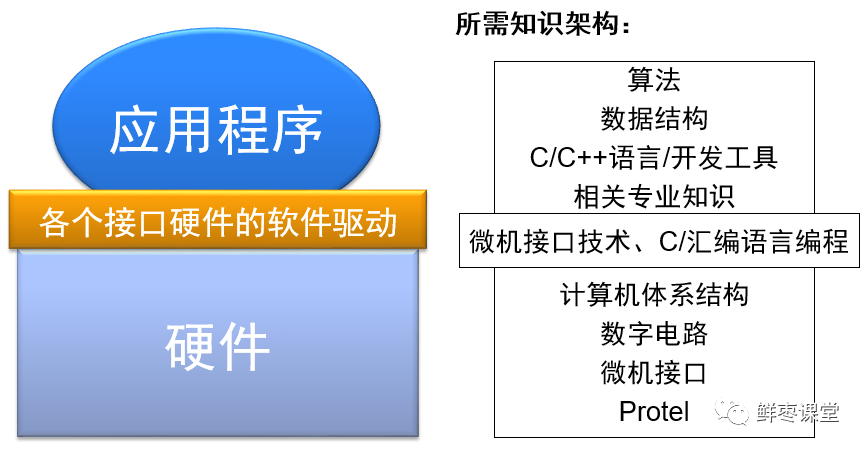 所需知识架构：
应用程序
各个接口硬件的软件驱动
硬件
算法
数据结构
C/C++语言/开发工具
相关专业知识
微机接口技术、C/汇编语言编程
计算机体系结构
数字电路
微机接口
Protel
鲜枣课堂